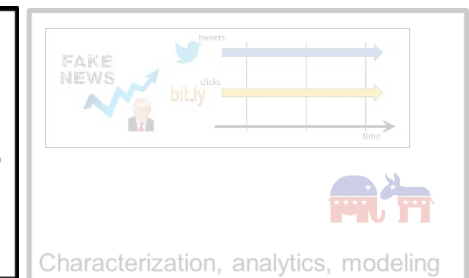 tweets
FAKE
NEWS
clicks
bit.ly
time
Characterization, analytics, modeling